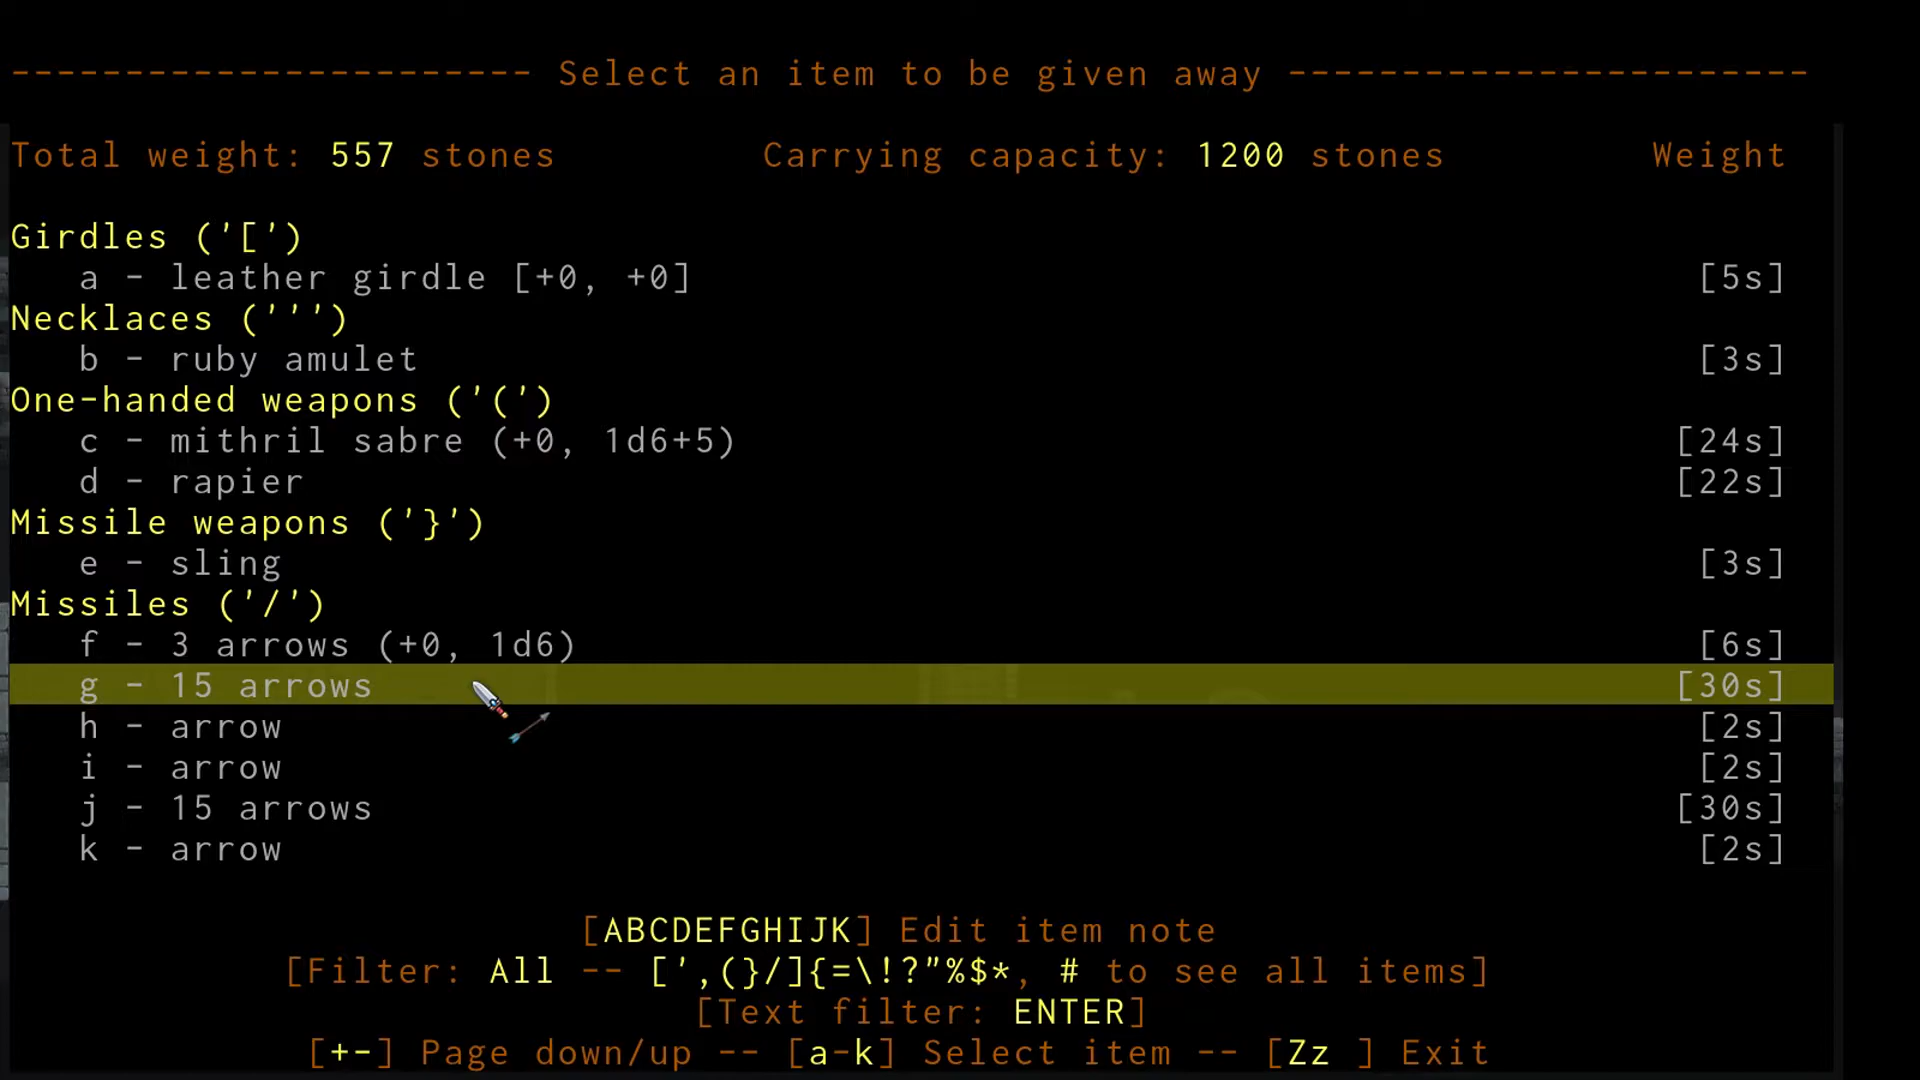 ----------------------- Select an item to be given away -----------------------
Total weight: 557 stones Carrying capacity: 1200 stones Weight
Girdles ('[')
a - leather girdle [+0, +0] [5s]
Necklaces (''')
b - ruby amulet [3s]
One-handed weapons ('(')
c - mithril sabre (+0, 1d6+5) [24s]
d - rapier [22s]
Missile weapons ('}')
e - sling [3s]
Missiles ('/')
f - 3 arrows (+0, 1d6) [6s]
g - 15 arrows [30s]
h - arrow [2s]
i - arrow [2s]
j - 15 arrows [30s]
k - arrow [2s]
[ABCDEFGHIJK] Edit item note
[Filter: All -- [',(}/]{=\!?"%$*, # to see all items]
[Text filter: ENTER]
[+-] Page down/up -- [a-k] Select item -- [Zz ] Exit